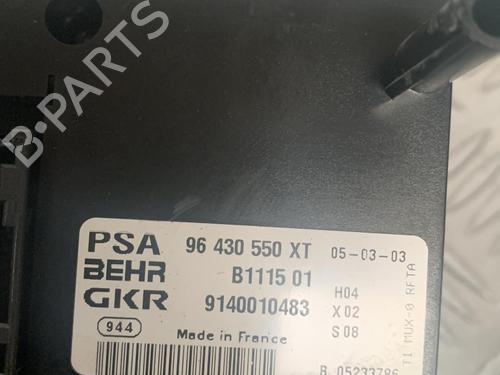 B-PARTS
PSA 96 430 550 XT 05-03-03
BEHR B1115 01
GKR 9140010483
H04
X02
S08
944
Made in France
B 05233786
T1 MUX-0 RFTA